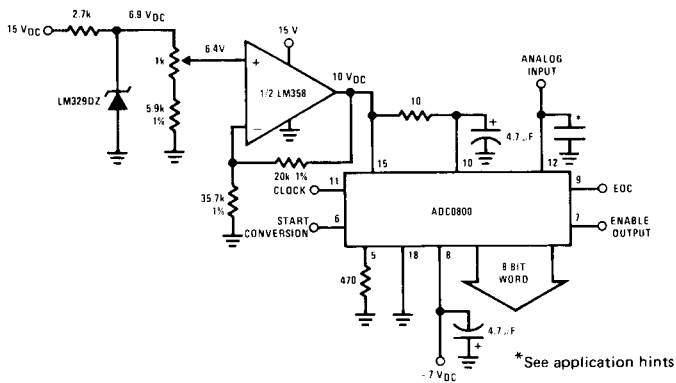 2.7k
6.9 VDC
15 VDC
15 V
1k
6.4V
10 VDC
ANALOG
INPUT
LM329DZ
+
1/2 LM358
−
5.9k
1%
10
+
4.7 μF
*
20k 1%
35.7k
1%
15
10
12
11
CLOCK
9
EOC
ADC0800
START
CONVERSION
6
7
ENABLE
OUTPUT
5
18
8
470
8 BIT
WORD
4.7 μF
+
-7 VDC
*See application hints